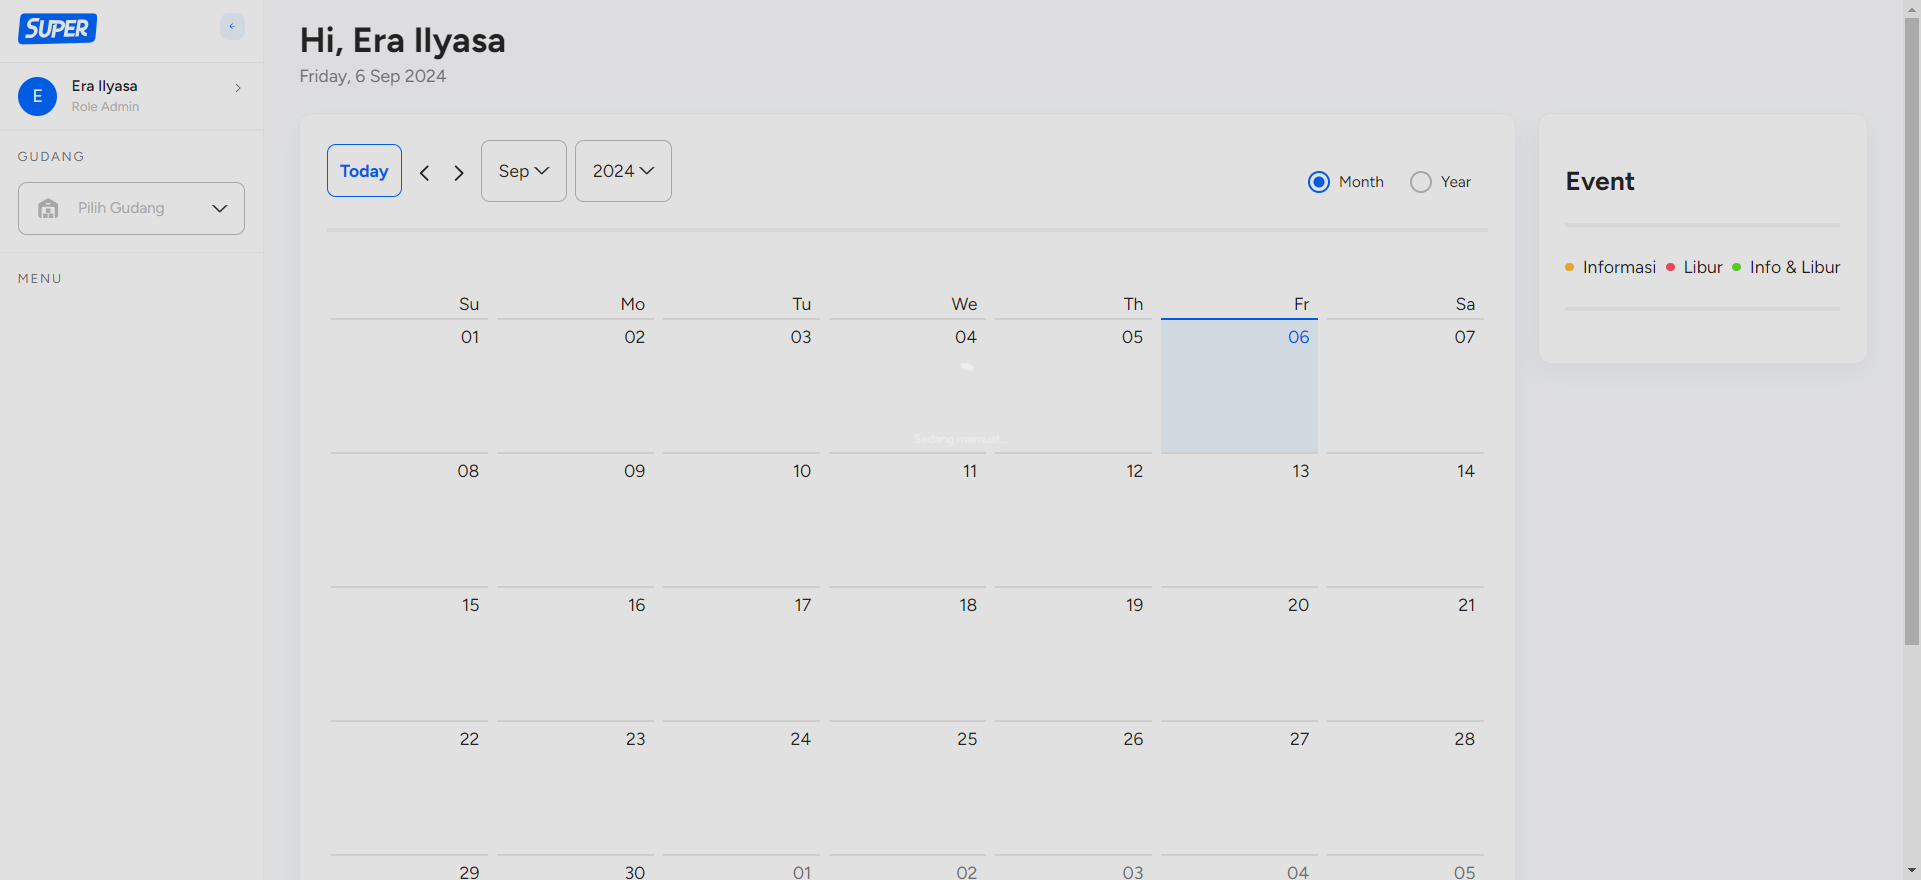 SUPER
E
Era Ilyasa
Role Admin
GUDANG
Pilih Gudang
MENU
Hi, Era Ilyasa
Friday, 6 Sep 2024
Today
Sep
2024
Month
Year
Su Mo Tu We Th Fr Sa
01 02 03 04 05 06 07
Sedang memuat...
08 09 10 11 12 13 14
15 16 17 18 19 20 21
22 23 24 25 26 27 28
29 30 01 02 03 04 05
Event
Informasi Libur Info & Libur